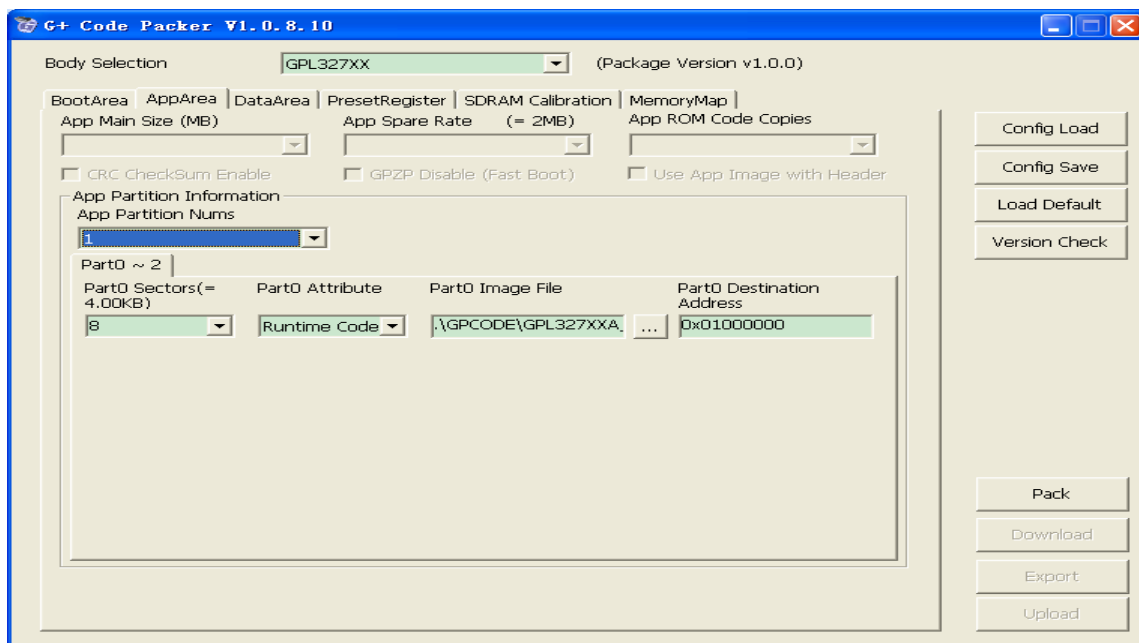 G+ Code Packer V1.0.8.10
Body Selection
GPL327XX
(Package Version v1.0.0)
BootArea AppArea DataArea PresetRegister SDRAM Calibration MemoryMap
App Main Size (MB) App Spare Rate (= 2MB) App ROM Code Copies
CRC CheckSum Enable GPZP Disable (Fast Boot) Use App Image with Header
App Partition Information
App Partition Nums
1
Part0 ~ 2
Part0 Sectors(=
4.00KB)
Part0 Attribute
Part0 Image File
Part0 Destination
Address
8
Runtime Code
.\GPCODE\GPL327XXA_
...
0x01000000
Config Load
Config Save
Load Default
Version Check
Pack
Download
Export
Upload